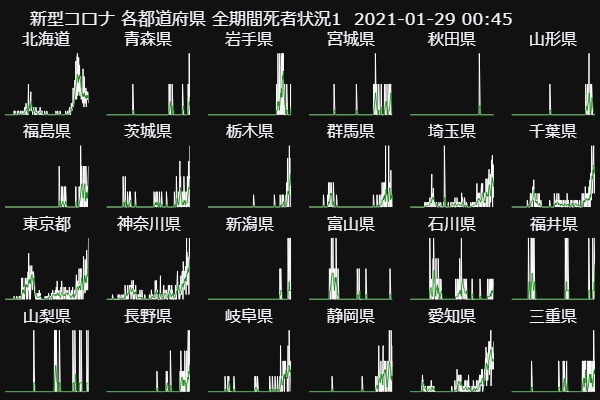 新型コロナ 各都道府県 全期間死者状況1 2021-01-29 00:45
北海道 青森県 岩手県 宮城県 秋田県 山形県
福島県 茨城県 栃木県 群馬県 埼玉県 千葉県
東京都 神奈川県 新潟県 富山県 石川県 福井県
山梨県 長野県 岐阜県 静岡県 愛知県 三重県